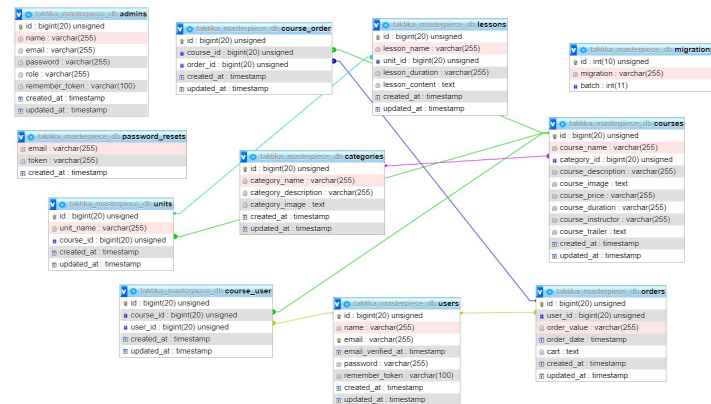 taktika_masterpiece_db admins
id : bigint(20) unsigned
name : varchar(255)
email : varchar(255)
password : varchar(255)
role : varchar(255)
remember_token : varchar(100)
created_at : timestamp
updated_at : timestamp
taktika_masterpiece_db course_order
id : bigint(20) unsigned
course_id : bigint(20) unsigned
order_id : bigint(20) unsigned
created_at : timestamp
updated_at : timestamp
taktika_masterpiece_db lessons
id : bigint(20) unsigned
lesson_name : varchar(255)
unit_id : bigint(20) unsigned
lesson_duration : varchar(255)
lesson_content : text
created_at : timestamp
updated_at : timestamp
taktika_masterpiece_db migrations
id : int(10) unsigned
migration : varchar(255)
batch : int(11)
taktika_masterpiece_db password_resets
email : varchar(255)
token : varchar(255)
created_at : timestamp
taktika_masterpiece_db categories
id : bigint(20) unsigned
category_name : varchar(255)
category_description : varchar(255)
category_image : text
created_at : timestamp
updated_at : timestamp
taktika_masterpiece_db courses
id : bigint(20) unsigned
course_name : varchar(255)
category_id : bigint(20) unsigned
course_description : varchar(255)
course_image : text
course_price : varchar(255)
course_duration : varchar(255)
course_instructor : varchar(255)
course_trailer : text
created_at : timestamp
updated_at : timestamp
taktika_masterpiece_db units
id : bigint(20) unsigned
unit_name : varchar(255)
course_id : bigint(20) unsigned
created_at : timestamp
updated_at : timestamp
taktika_masterpiece_db course_user
id : bigint(20) unsigned
course_id : bigint(20) unsigned
user_id : bigint(20) unsigned
created_at : timestamp
updated_at : timestamp
taktika_masterpiece_db users
id : bigint(20) unsigned
name : varchar(255)
email : varchar(255)
email_verified_at : timestamp
password : varchar(255)
remember_token : varchar(100)
created_at : timestamp
updated_at : timestamp
taktika_masterpiece_db orders
id : bigint(20) unsigned
user_id : bigint(20) unsigned
order_value : varchar(255)
order_date : timestamp
cart : text
created_at : timestamp
updated_at : timestamp